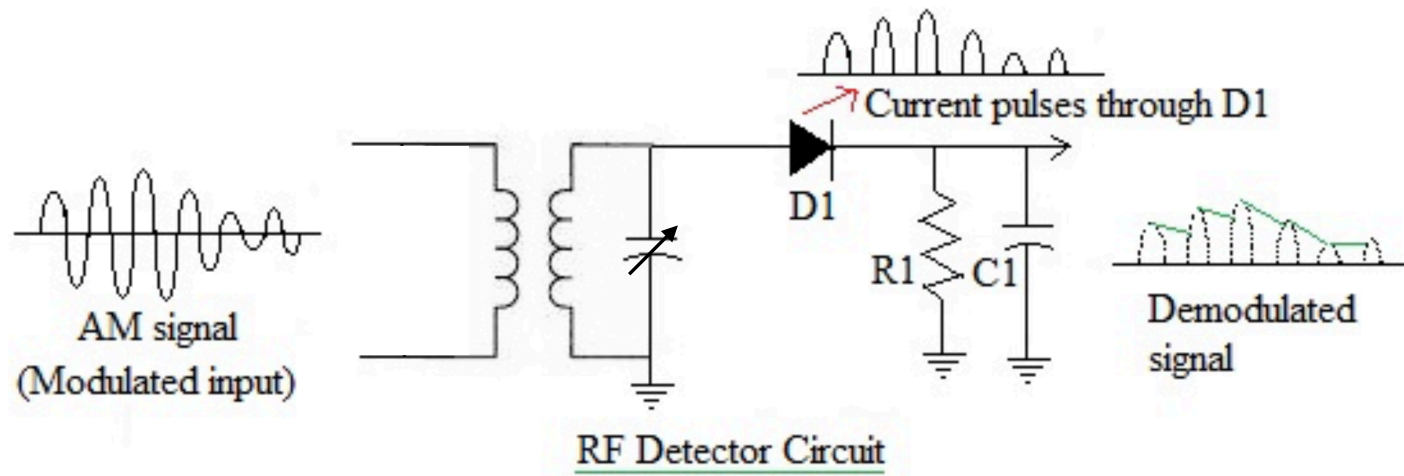 Current pulses through D1
D1
R1
C1
AM signal
(Modulated input)
Demodulated
signal
RF Detector Circuit